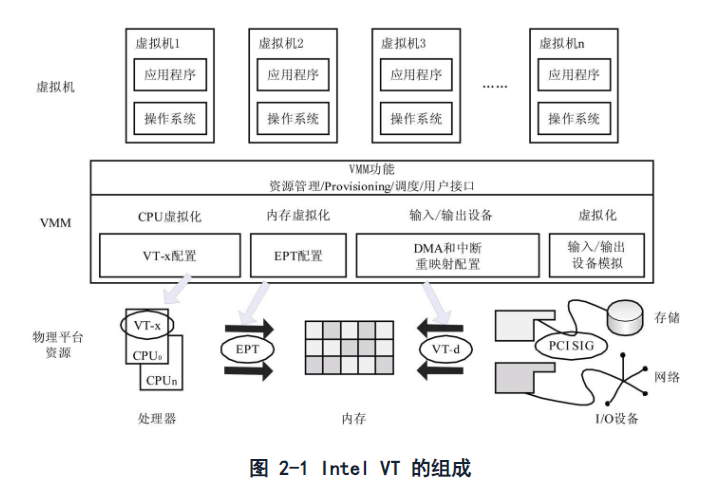 虚拟机1
虚拟机2
虚拟机3
虚拟机n
应用程序
应用程序
应用程序
应用程序
虚拟机
……
操作系统
操作系统
操作系统
操作系统
VMM功能
资源管理/Provisioning/调度/用户接口
VMM
CPU虚拟化
内存虚拟化
输入/输出设备
虚拟化
VT-x配置
EPT配置
DMA和中断
重映射配置
输入/输出
设备模拟
物理平台
资源
VT-x
CPU₀
CPUn
处理器
EPT
内存
VT-d
PCI SIG
存储
网络
I/O设备
图 2-1 Intel VT 的组成